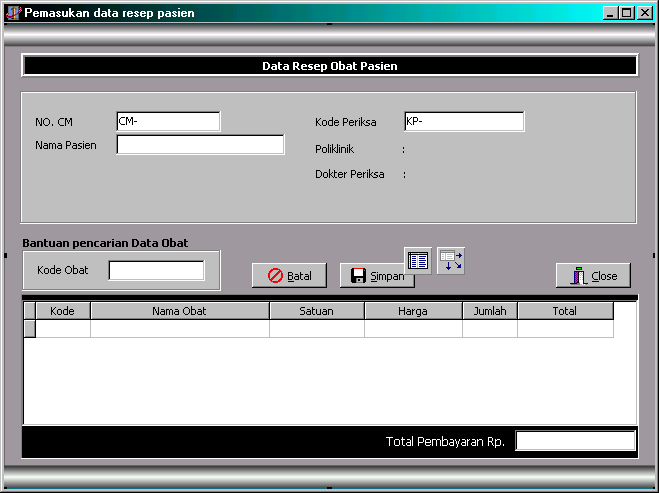 Pemasukan data resep pasien
Data Resep Obat Pasien
NO. CM CM- Kode Periksa KP-
Nama Pasien Poliklinik :
Dokter Periksa :
Bantuan pencarian Data Obat
Kode Obat Batal Simpan Close
Kode Nama Obat Satuan Harga Jumlah Total
Total Pembayaran Rp.